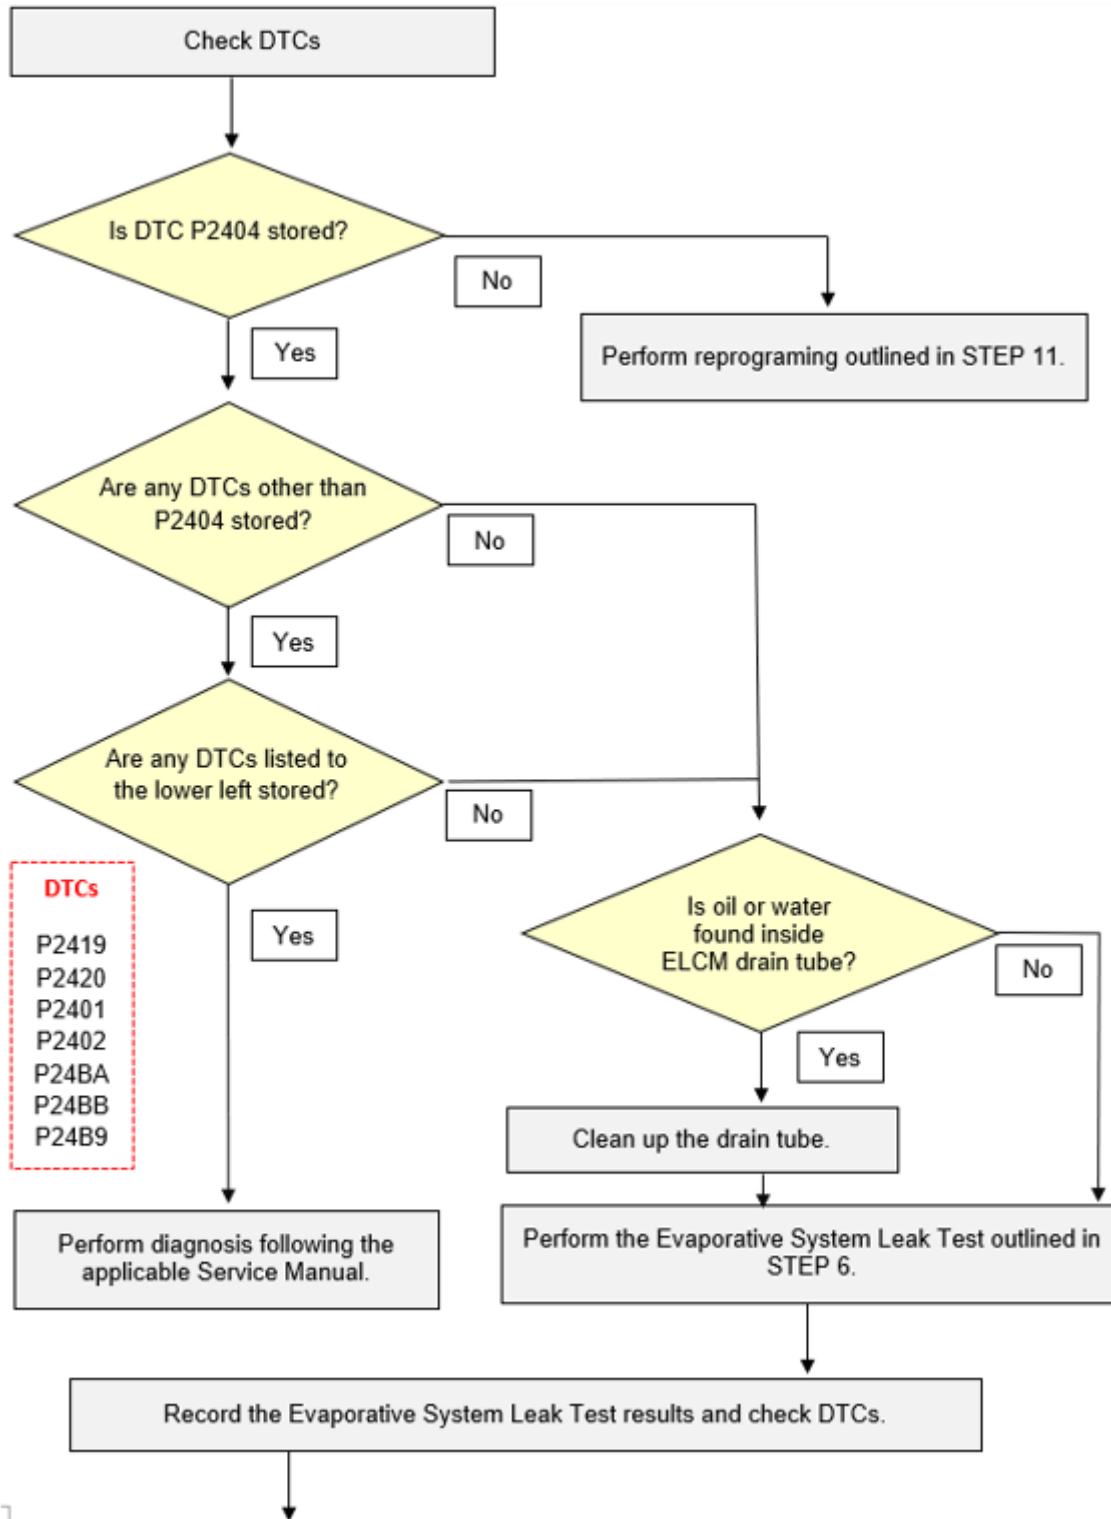 Check DTCs
Is DTC P2404 stored?
No
Yes
Perform reprograming outlined in STEP 11.
Are any DTCs other than
P2404 stored?
No
Yes
Are any DTCs listed to
the lower left stored?
No
DTCs
P2419
P2420
P2401
P2402
P24BA
P24BB
P24B9
Yes
Is oil or water
found inside
ELCM drain tube?
No
Yes
Clean up the drain tube.
Perform diagnosis following the
applicable Service Manual.
Perform the Evaporative System Leak Test outlined in
STEP 6.
Record the Evaporative System Leak Test results and check DTCs.